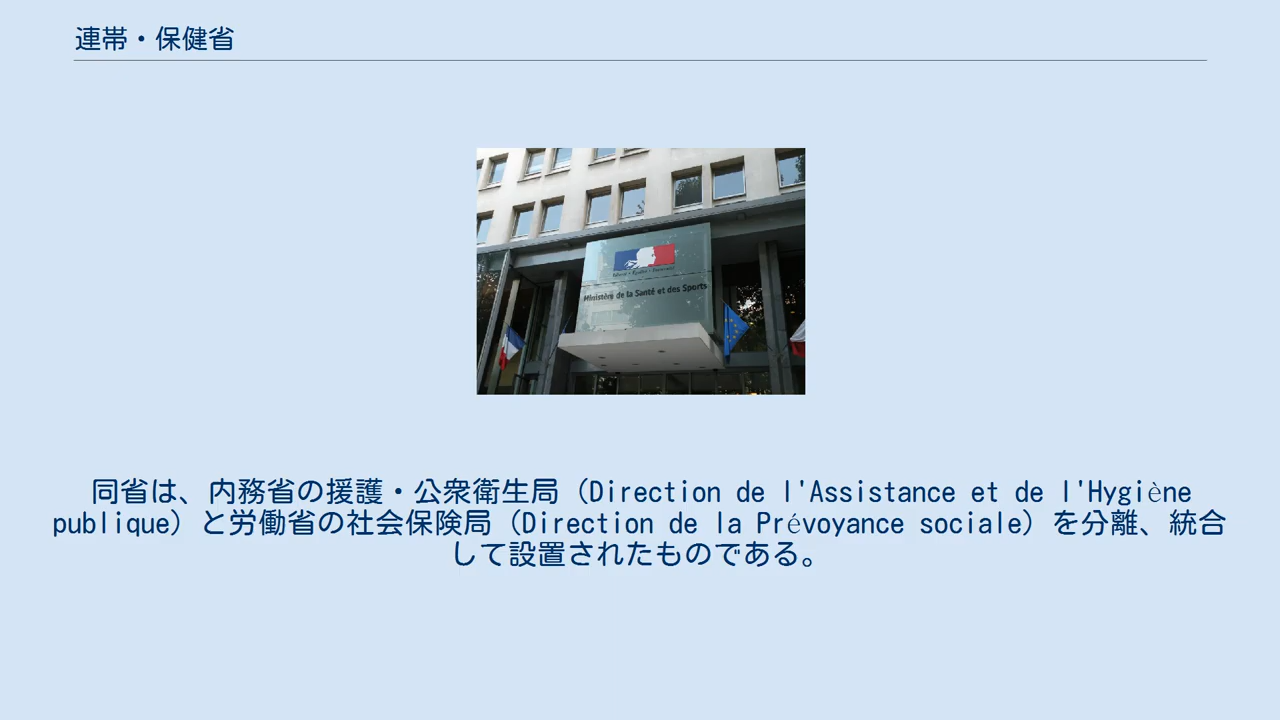 連帯・保健省
Ministère de la Santé et des Sports
同省は、内務省の援護・公衆衛生局（Direction de l'Assistance et de l'Hygiène
publique）と労働省の社会保険局（Direction de la Prévoyance sociale）を分離、統合
して設置されたものである。